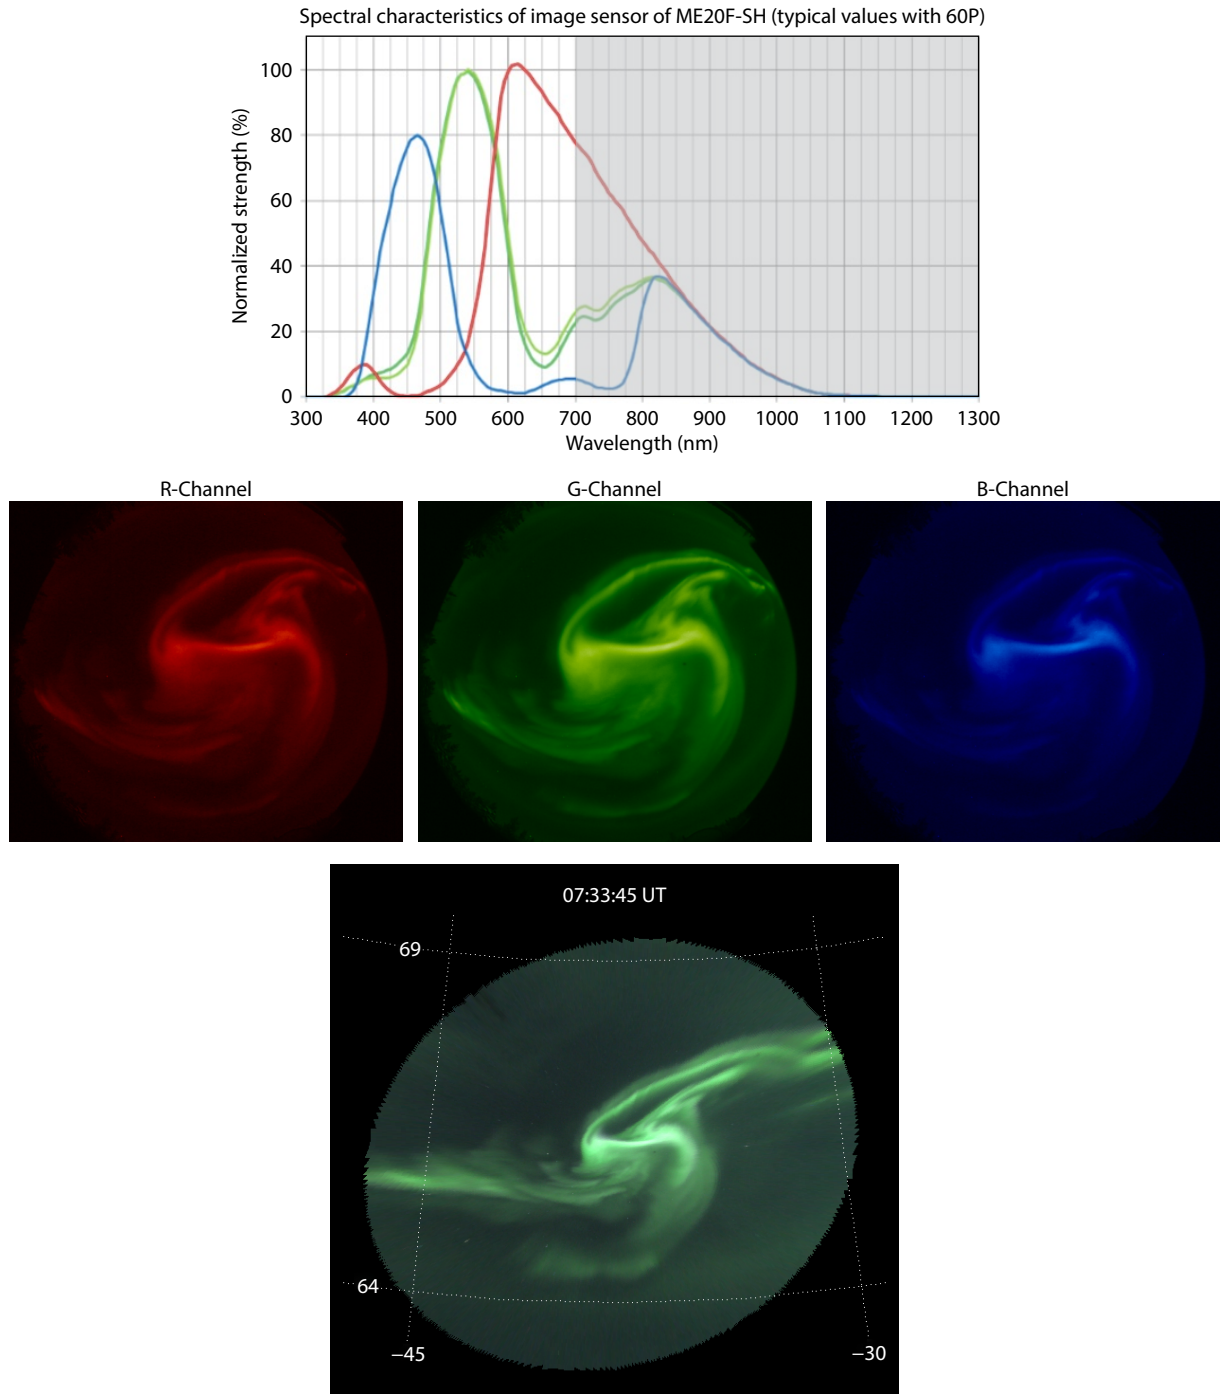 Spectral characteristics of image sensor of ME20F-SH (typical values with 60P)
Normalized strength (%)
100
80
60
40
20
0
300 400 500 600 700 800 900 1000 1100 1200 1300
Wavelength (nm)
R-Channel G-Channel B-Channel
07:33:45 UT
69
64
−45 −30